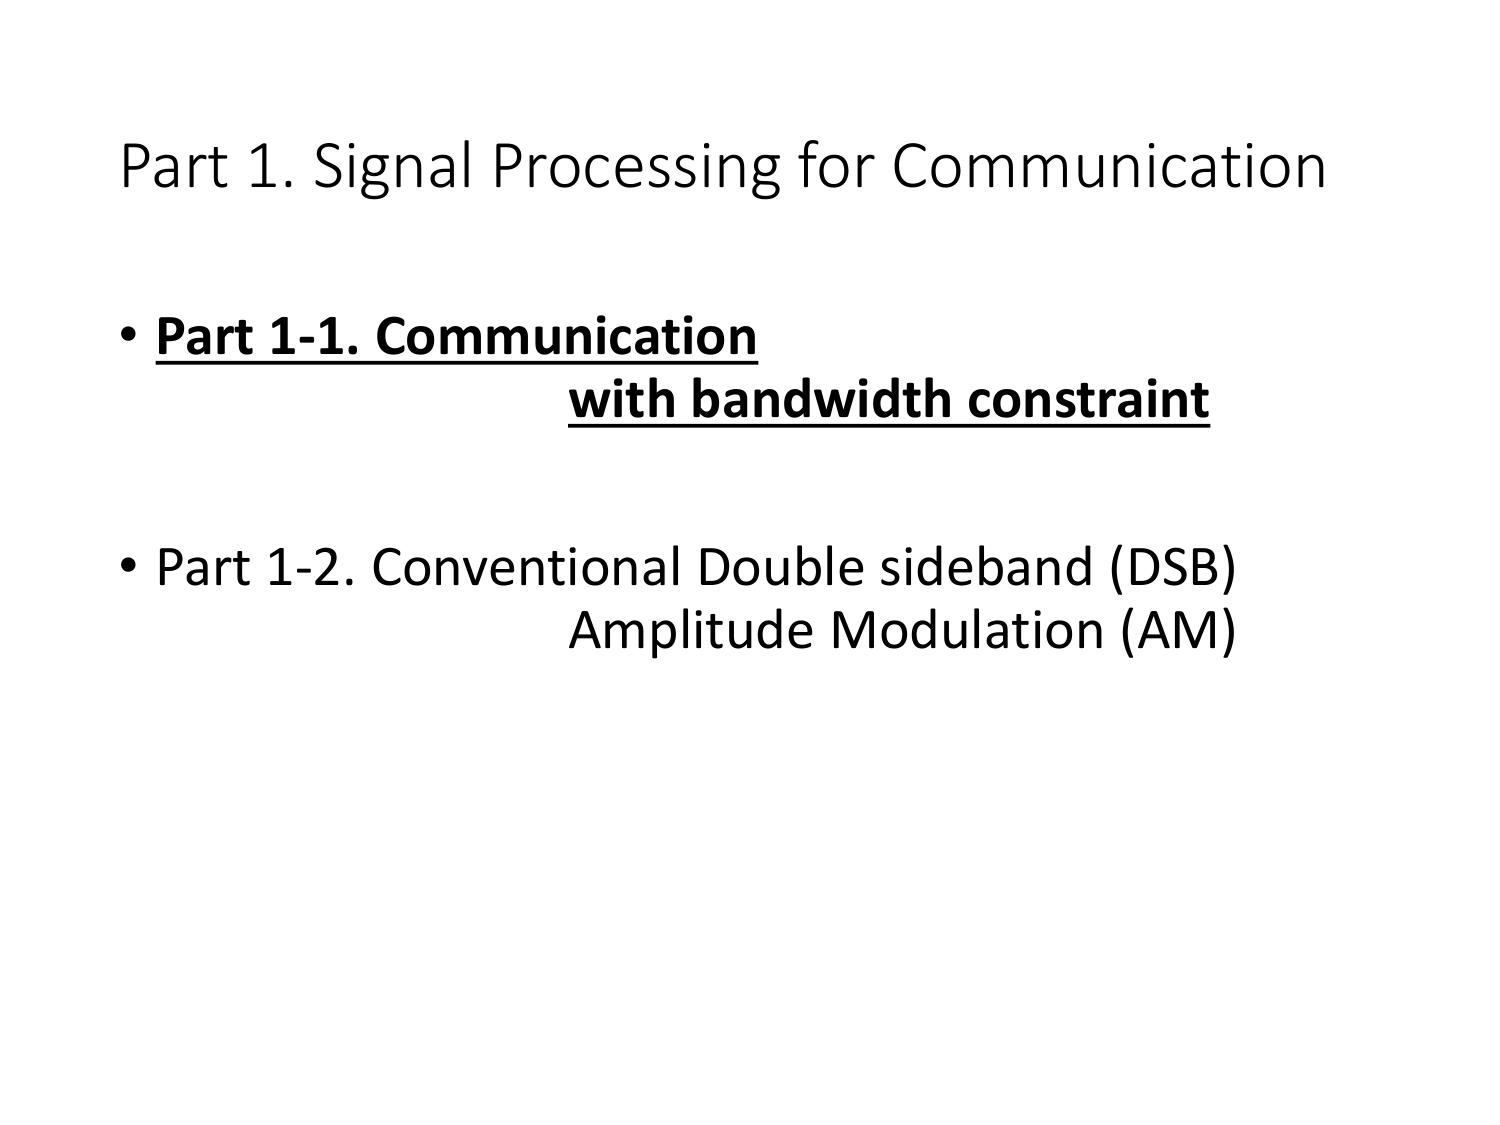 Part 1. Signal Processing for Communication
• Part 1-1. Communication
with bandwidth constraint
• Part 1-2. Conventional Double sideband (DSB)
Amplitude Modulation (AM)